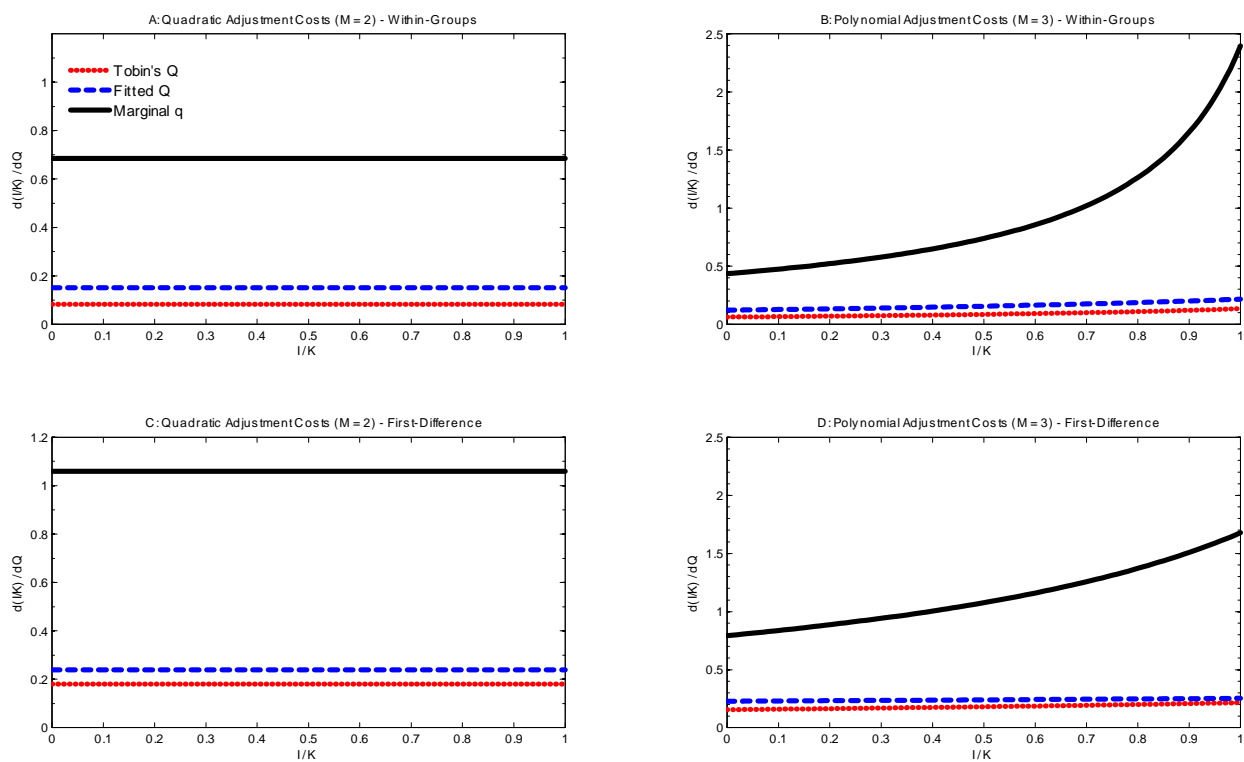 A: Quadratic Adjustment Costs (M = 2) - Within-Groups
1
0.8
0.6
0.4
0.2
0
d(I/K) / dQ
Tobin's Q
Fitted Q
Marginal q
0 0.1 0.2 0.3 0.4 0.5 0.6 0.7 0.8 0.9 1
I/K
B: Polynomial Adjustment Costs (M = 3) - Within-Groups
2.5
2
1.5
1
0.5
0
d(I/K) / dQ
0 0.1 0.2 0.3 0.4 0.5 0.6 0.7 0.8 0.9 1
I/K
C: Quadratic Adjustment Costs (M = 2) - First-Difference
1.2
1
0.8
0.6
0.4
0.2
0
d(I/K) / dQ
0 0.1 0.2 0.3 0.4 0.5 0.6 0.7 0.8 0.9 1
I/K
D: Polynomial Adjustment Costs (M = 3) - First-Difference
2.5
2
1.5
1
0.5
0
d(I/K) / dQ
0 0.1 0.2 0.3 0.4 0.5 0.6 0.7 0.8 0.9 1
I/K